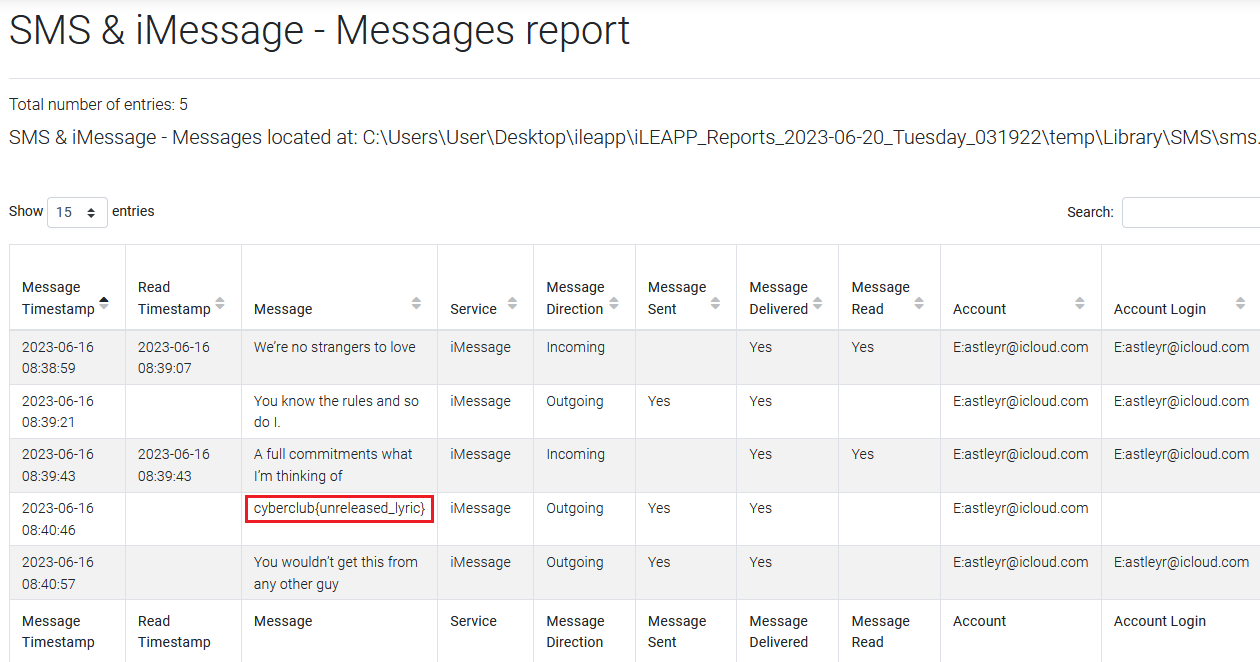 SMS & iMessage - Messages report
Total number of entries: 5
SMS & iMessage - Messages located at: C:\Users\User\Desktop\ileapp\iLEAPP_Reports_2023-06-20_Tuesday_031922\temp\Library\SMS\sms.
Show 15 entries Search:
Message Timestamp Read Timestamp Message Service Message Direction Message Sent Message Delivered Message Read Account Account Login
2023-06-16 08:38:59 2023-06-16 08:39:07 We’re no strangers to love iMessage Incoming Yes Yes E:astleyr@icloud.com E:astleyr@icloud.com
2023-06-16 08:39:21 You know the rules and so do I. iMessage Outgoing Yes Yes E:astleyr@icloud.com E:astleyr@icloud.com
2023-06-16 08:39:43 2023-06-16 08:39:43 A full commitments what I’m thinking of iMessage Incoming Yes Yes E:astleyr@icloud.com E:astleyr@icloud.com
2023-06-16 08:40:46 cyberclub{unreleased_lyric} iMessage Outgoing Yes Yes E:astleyr@icloud.com
2023-06-16 08:40:57 You wouldn’t get this from any other guy iMessage Outgoing Yes Yes E:astleyr@icloud.com E:astleyr@icloud.com
Message Timestamp Read Timestamp Message Service Message Direction Message Sent Message Delivered Message Read Account Account Login